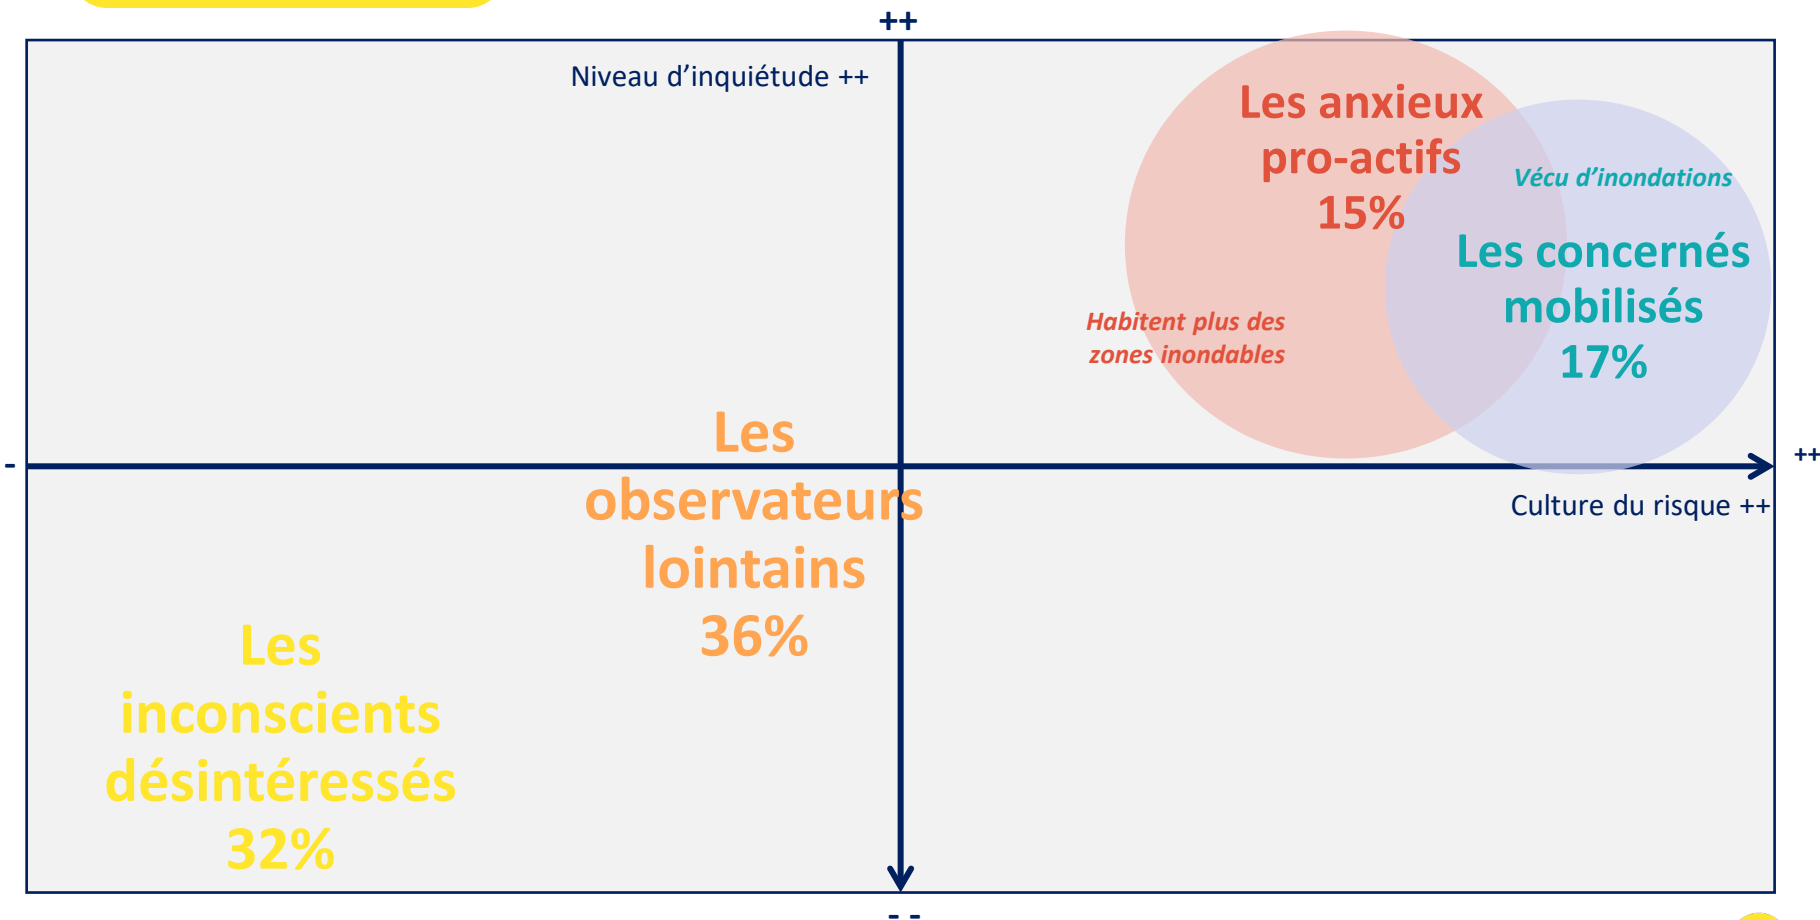 ++
Niveau d’inquiétude ++
Les anxieux
pro-actifs
15%
Vécu d’inondations
Les concernés
mobilisés
17%
Habitent plus des
zones inondables
-
++
Culture du risque ++
Les
observateurs
lointains
36%
Les
inconscients
désintéressés
32%
- -